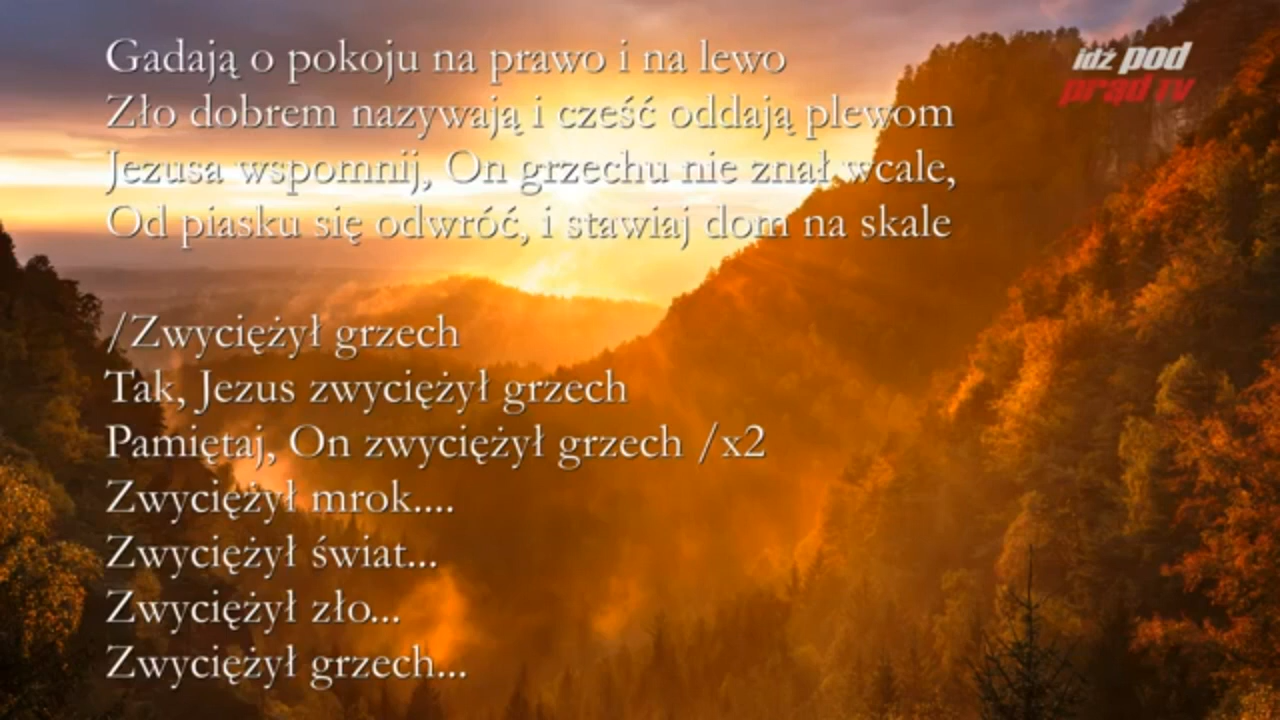 Gadają o pokoju na prawo i na lewo
Zło dobrem nazywają i cześć oddają plewom
Jezusa wspomnij, On grzechu nie znał wcale,
Od piasku się odwróć, i stawiaj dom na skale
/Zwyciężył grzech
Tak, Jezus zwyciężył grzech
Pamiętaj, On zwyciężył grzech /x2
Zwyciężył mrok....
Zwyciężył świat...
Zwyciężył zło...
Zwyciężył grzech...
idź pod
prąd TV